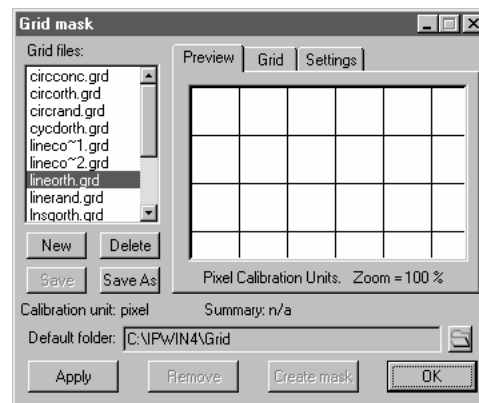 Grid mask
Grid files:
circconc.grd
circorth.grd
circrand.grd
cycdorth.grd
lineco~1.grd
lineco~2.grd
lineorth.grd
linerand.grd
lnsgorth.grd
New Delete
Save Save As
Preview Grid Settings
Pixel Calibration Units. Zoom = 100 %
Calibration unit: pixel Summary: n/a
Default folder: C:\IPWIN4\Grid
Apply Remove Create mask OK